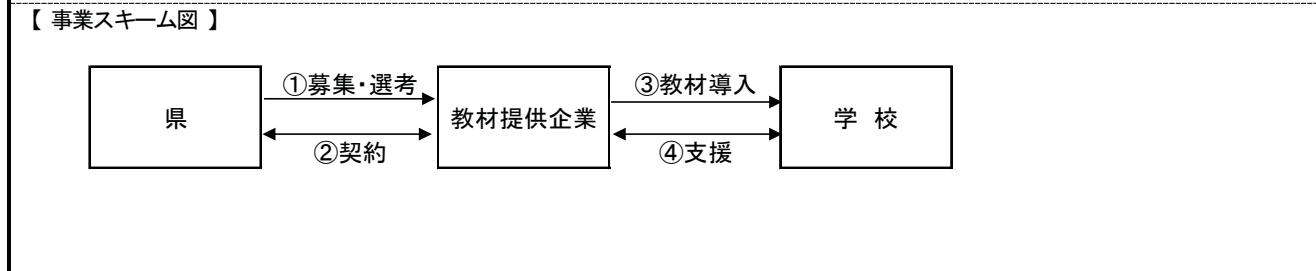 【 事業スキーム図 】
①募集・選考
③教材導入
県
教材提供企業
学 校
②契約
④支援